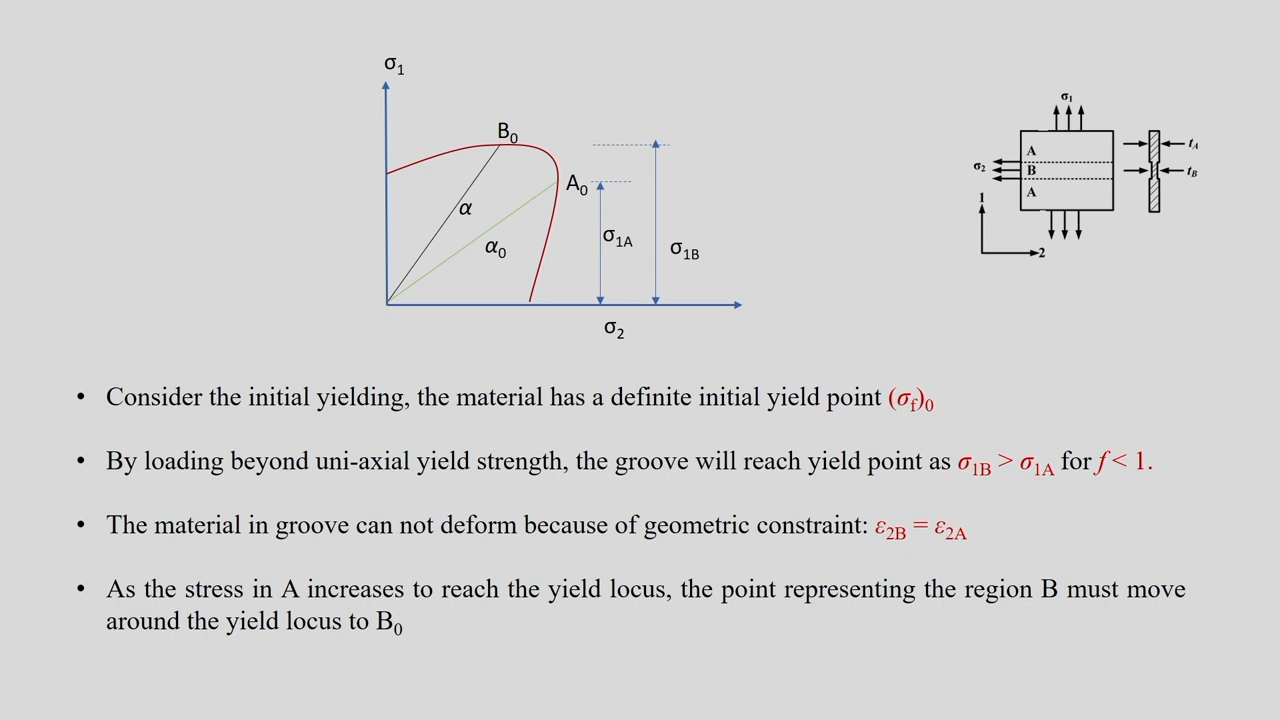 σ1
B0
A0
α
α0
σ1A
σ1B
σ2
σ1
A
σ2
B
A
tA
tB
1
2
• Consider the initial yielding, the material has a definite initial yield point (σf)0
• By loading beyond uni-axial yield strength, the groove will reach yield point as σ1B > σ1A for f < 1.
• The material in groove can not deform because of geometric constraint: ε2B = ε2A
• As the stress in A increases to reach the yield locus, the point representing the region B must move
around the yield locus to B0